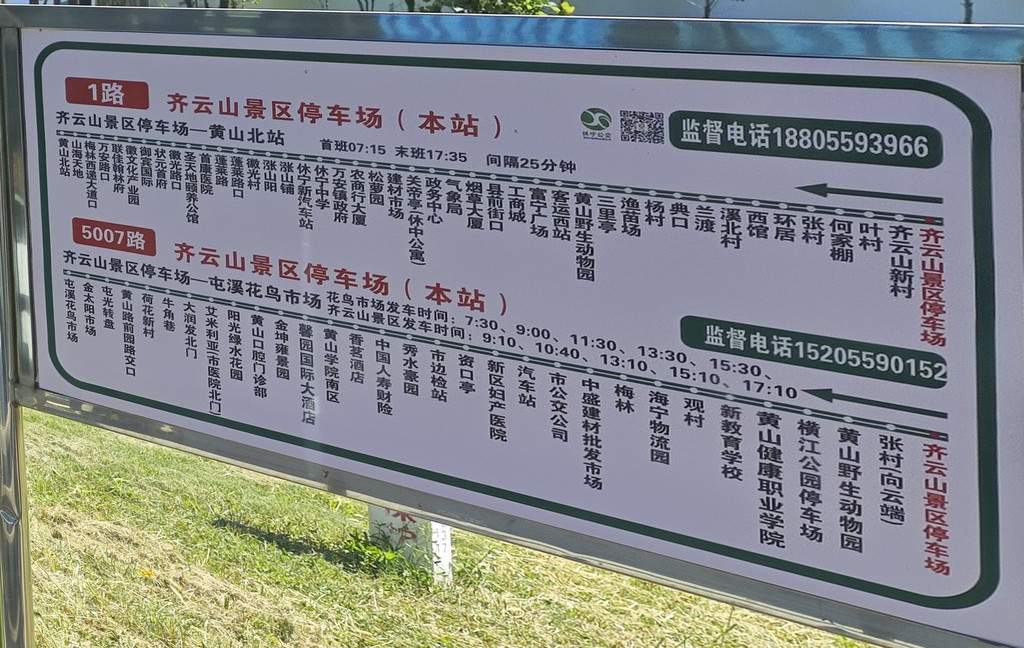 1路
齐云山景区停车场（本站）
休宁公交
监督电话18805593966
齐云山景区停车场—黄山北站
首班07:15 末班17:35 间隔25分钟
黄山北站
山海天地
梅林西递大道口
万安路口
联佳翰林府
徽文化产业园
御宾国际
状元首府
徽光路口
圣天地颐养公馆
首康医院
蓬莱路
蓬莱路口
徽光村
张山阳
张山铺
休宁新汽车站
休宁中学
万安镇政府
农商行大厦
松萝园
建材市场
关帝亭(休中公寓)
政务中心
气象局
烟草大厦
县前街口
工商城
富宁广场
客运西站
黄山野生动物园
三里亭
渔苗场
杨村
典口
兰渡
溪北村
西馆
环居
张村
何家棚
叶村
齐云山新村
齐云山景区停车场
5007路
齐云山景区停车场（本站）
齐云山景区停车场—屯溪花鸟市场
花鸟市场发车时间：7:30、9:00、11:30、13:30、15:30、
齐云山景区发车时间：9:10、10:40、13:10、15:10、17:10
监督电话15205590152
屯溪花鸟市场
金太阳市场
屯光转盘
黄山路前园路交口
荷花新村
牛角巷
大润发北门
艾米利亚(市医院北门)
阳光绿水花园
黄山口腔门诊部
金坤雍景园
馨园国际大酒店
黄山学院南区
香茗酒店
中国人寿财险
秀水豪园
市边检站
资口亭
新区妇产医院
汽车站
市公交公司
中盛建材批发市场
梅林
海宁物流园
观村
新教育学校
黄山健康职业学院
横江公园停车场
黄山野生动物园
张村(向云端)
齐云山景区停车场